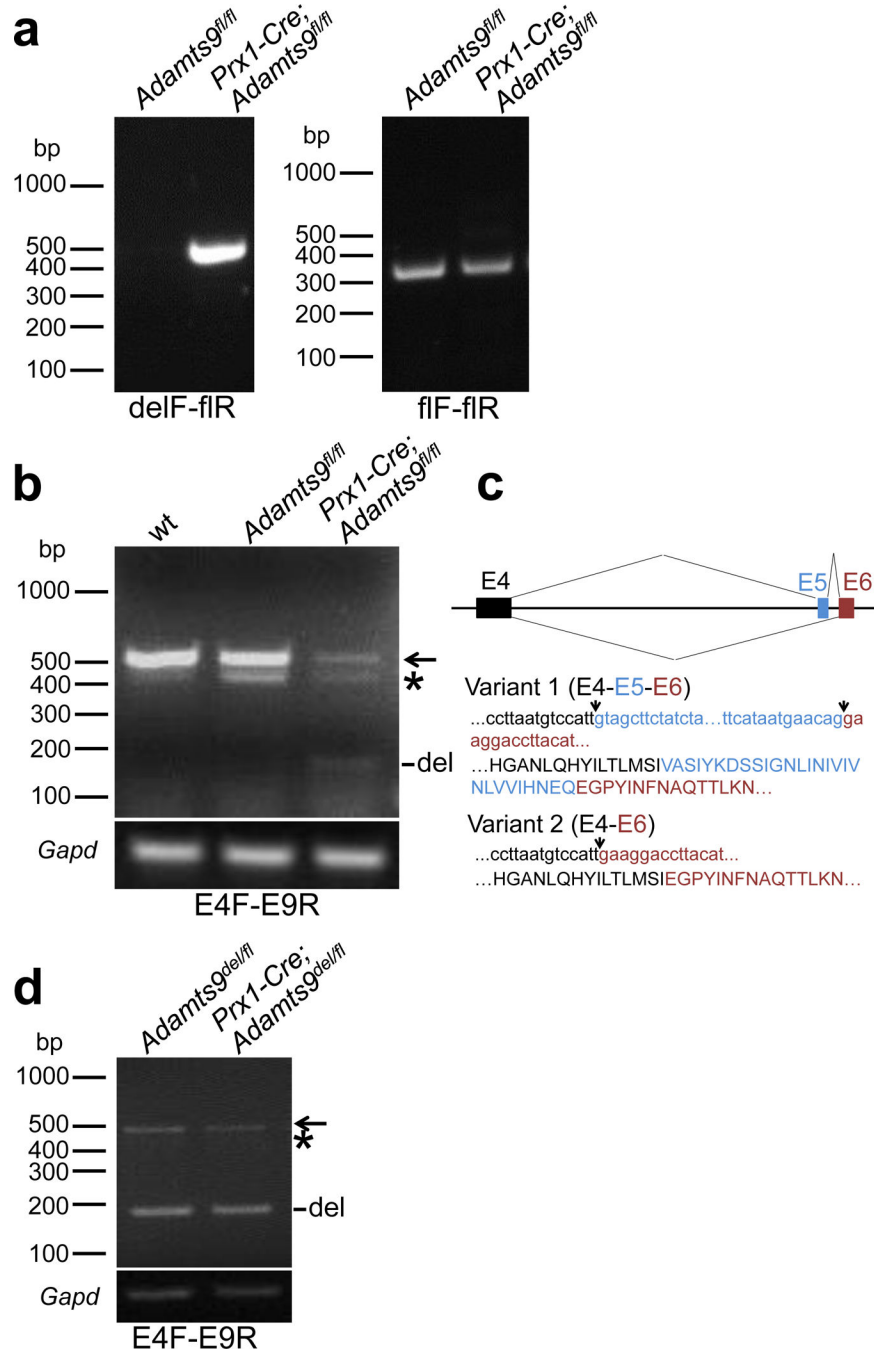 a
Adamts9fl/fl
Prx1-Cre;
Adamts9fl/fl
bp
1000
500
400
300
200
100
delF-flR
Adamts9fl/fl
Prx1-Cre;
Adamts9fl/fl
bp
1000
500
400
300
200
100
flF-flR
b
wt
Adamts9fl/fl
Prx1-Cre;
Adamts9fl/fl
bp
1000
500
400
300
200
100
*
del
Gapd
E4F-E9R
c
E4
E5
E6
Variant 1 (E4-E5-E6)
...ccttaatgtccattgtagcttctatcta...ttcataatgaacagga
aggaccttacat...
...HGANLQHYILTLMSIVASIYKDSSIGNLINIVIV
NLVVIHNEQEGPYINFNAQTTLKN...
Variant 2 (E4-E6)
...ccttaatgtccattgaaggaccttacat...
...HGANLQHYILTLMSIEGPYINFNAQTTLKN...
d
Adamts9del/fl
Prx1-Cre;
Adamts9del/fl
bp
1000
500
400
300
200
100
*
del
Gapd
E4F-E9R